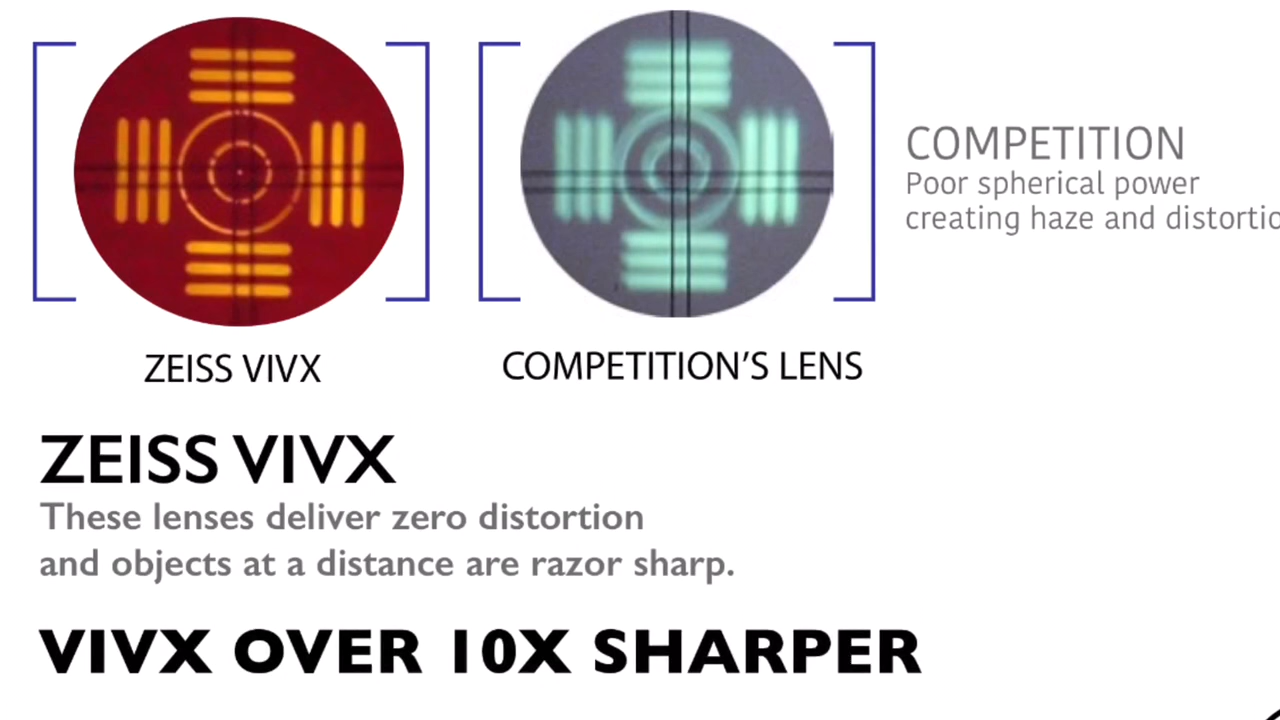 COMPETITION
Poor spherical power
creating haze and distortio
ZEISS VIVX
COMPETITION’S LENS
ZEISS VIVX
These lenses deliver zero distortion
and objects at a distance are razor sharp.
VIVX OVER 10X SHARPER